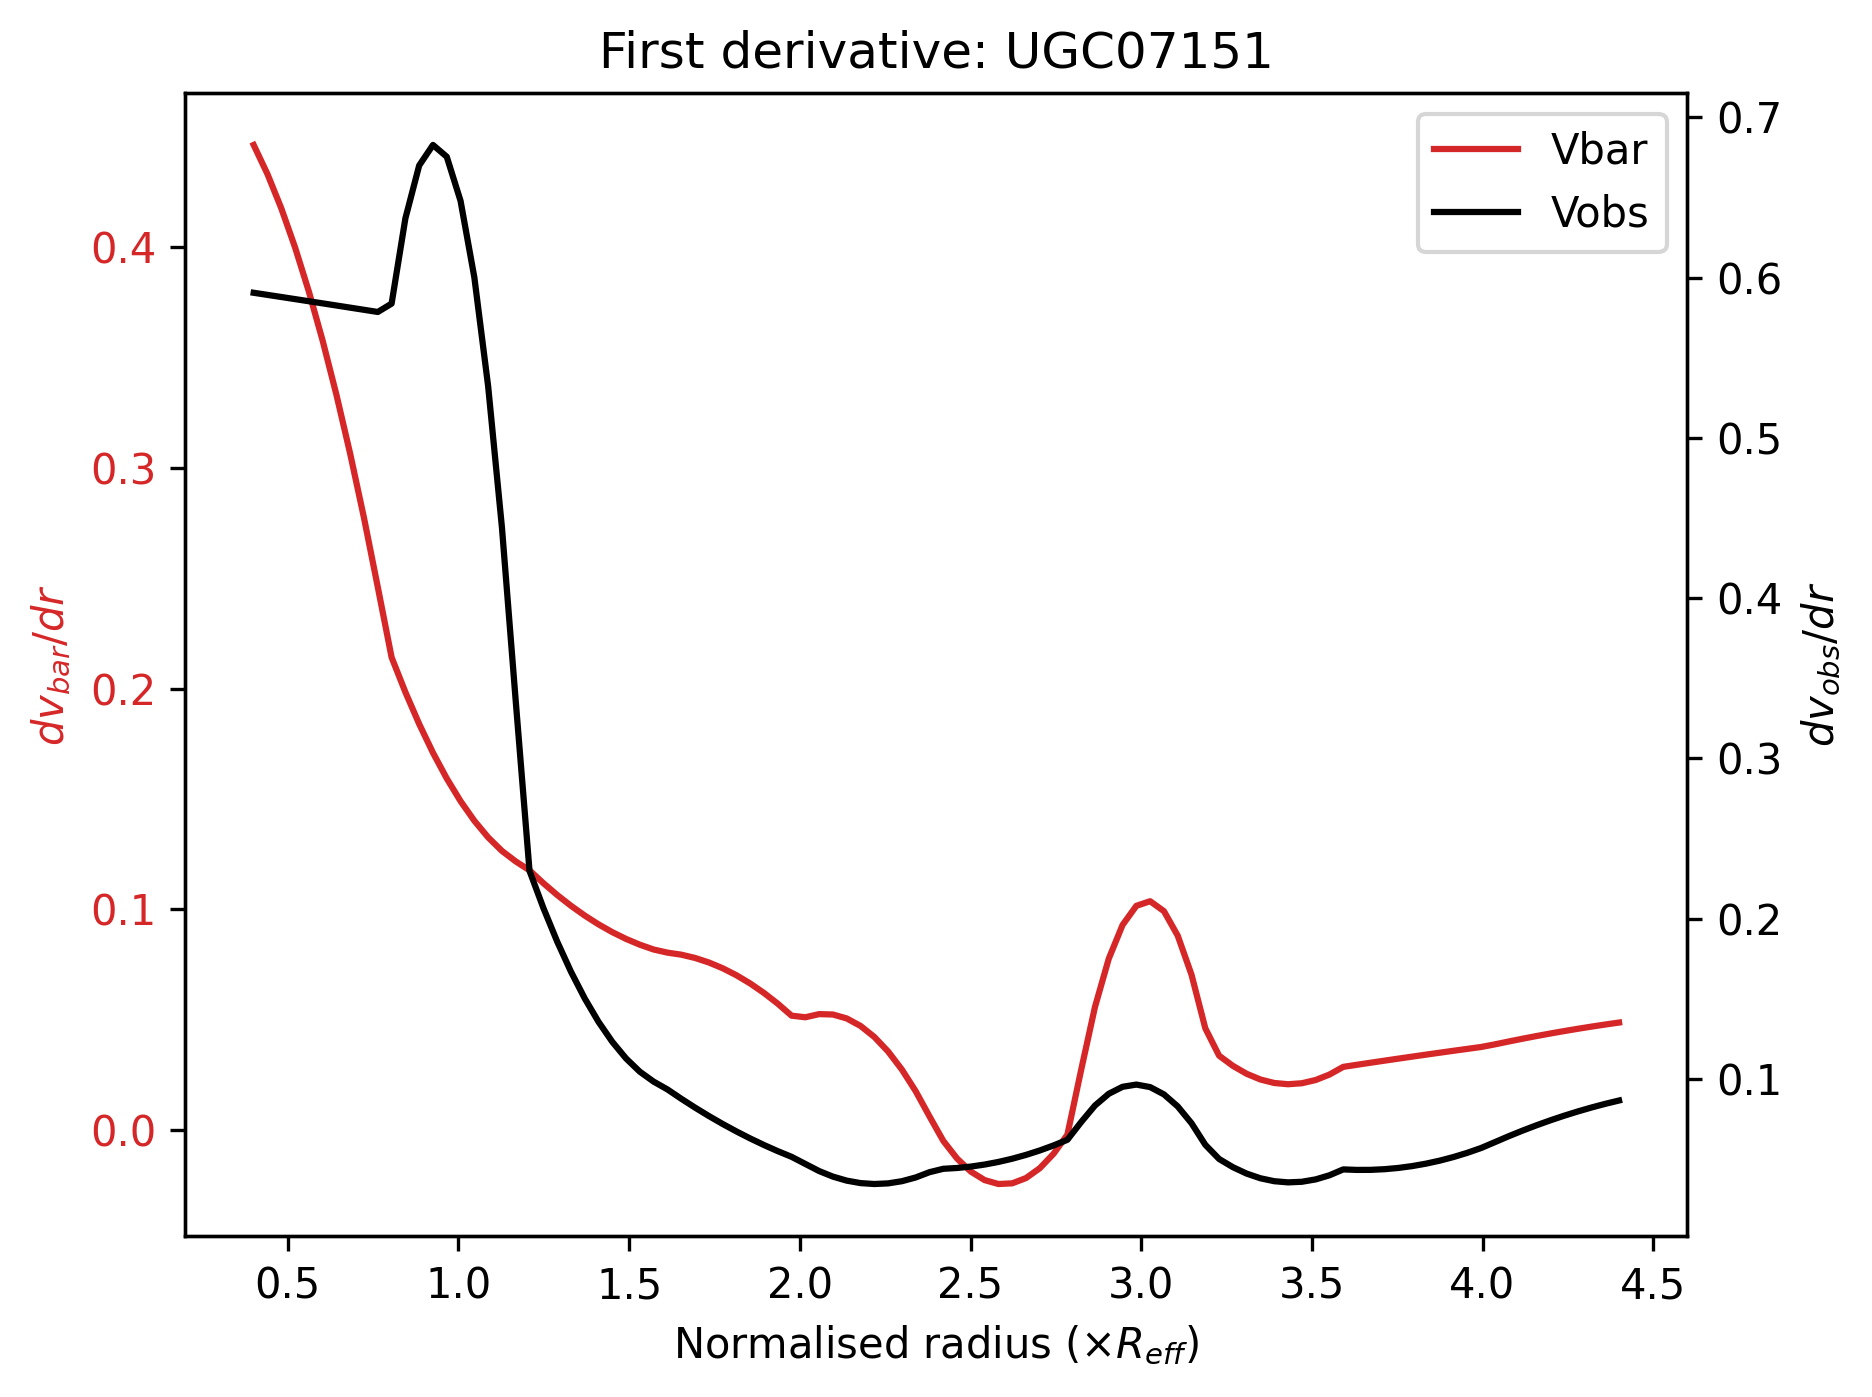 First derivative: UGC07151
Vbar
Vobs
0.4
0.3
0.2
0.1
0.0
dv_bar/dr
0.7
0.6
0.5
0.4
0.3
0.2
0.1
dv_obs/dr
0.5 1.0 1.5 2.0 2.5 3.0 3.5 4.0 4.5
Normalised radius (×R_eff)